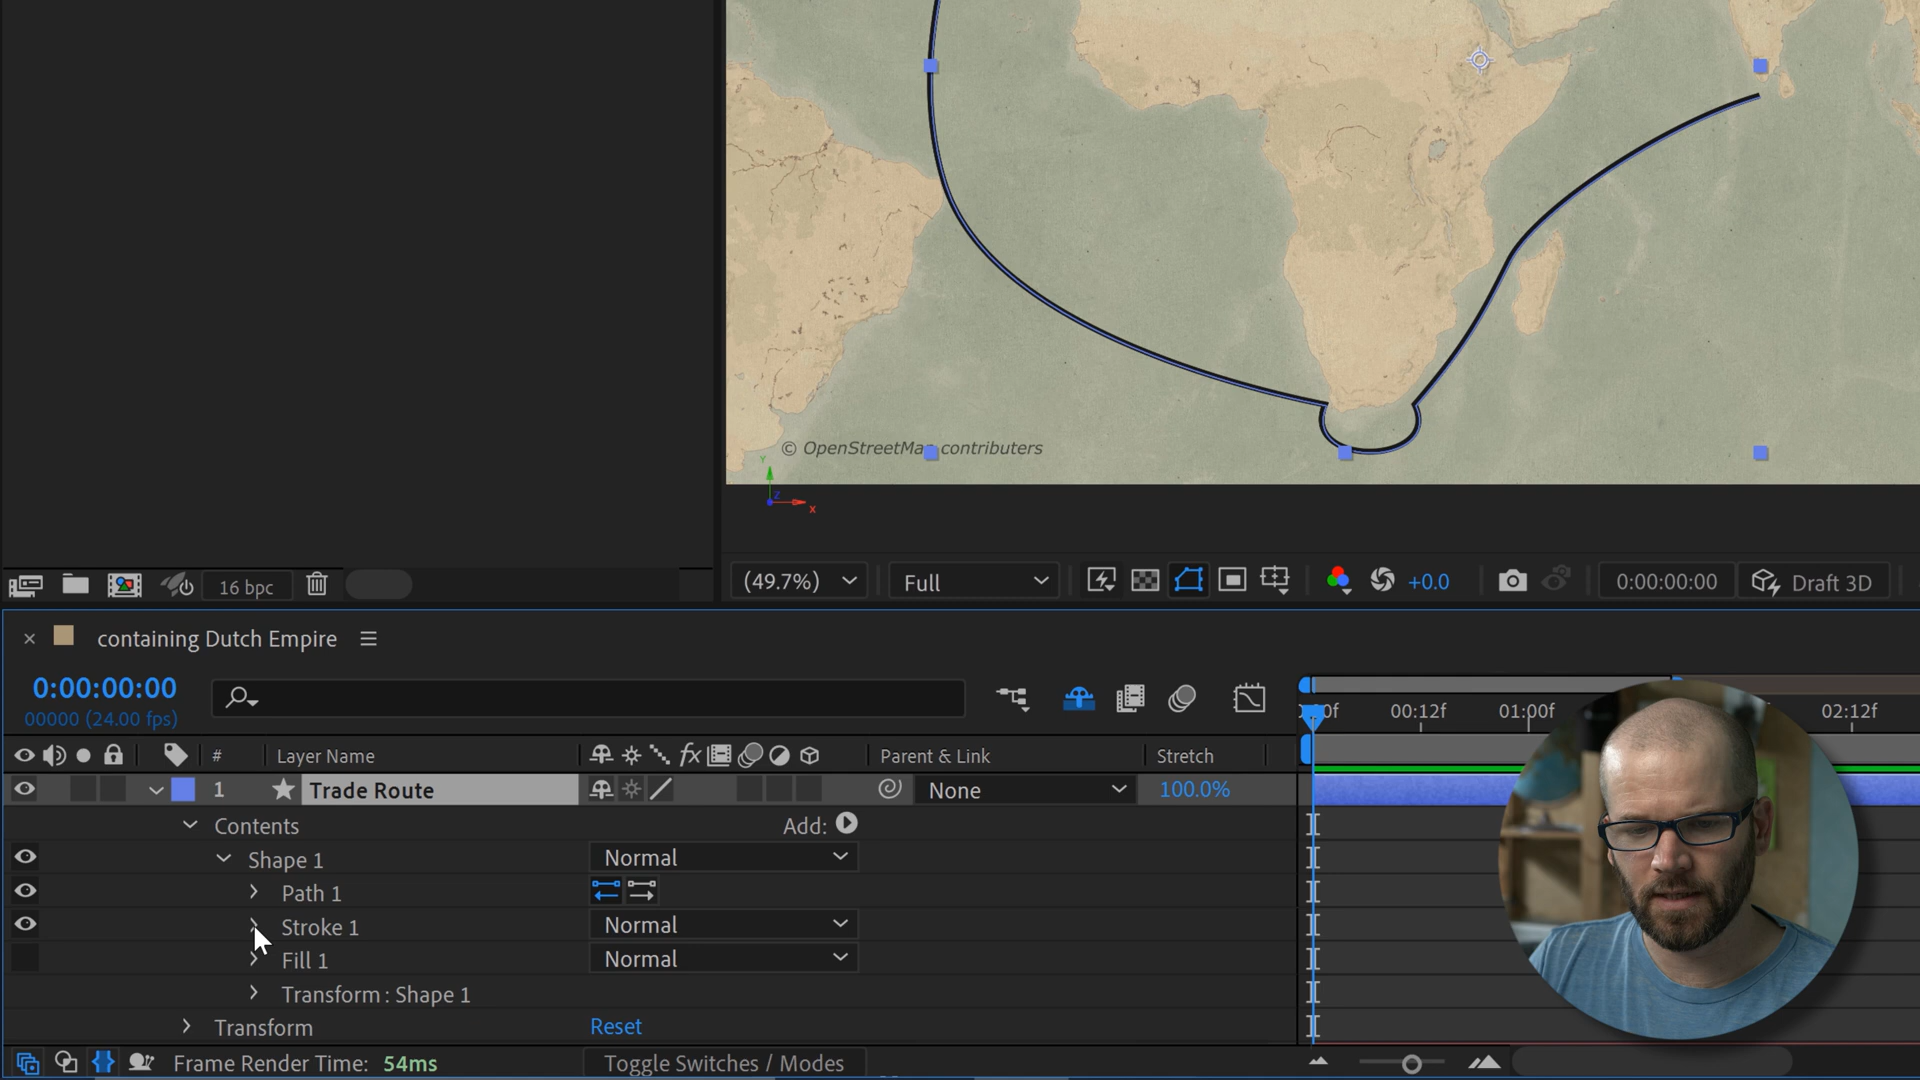 © OpenStreetMap contributers
Y
Z
X
16 bpc
(49.7%)
Full
+0.0
0:00:00:00
Draft 3D
× containing Dutch Empire
0:00:00:00
00000 (24.00 fps)
00f 00:12f 01:00f 02:12f
# Layer Name fx Parent & Link Stretch
1 Trade Route None 100.0%
Contents Add:
Shape 1 Normal
Path 1
Stroke 1 Normal
Fill 1 Normal
Transform : Shape 1
Transform Reset
Frame Render Time: 54ms Toggle Switches / Modes